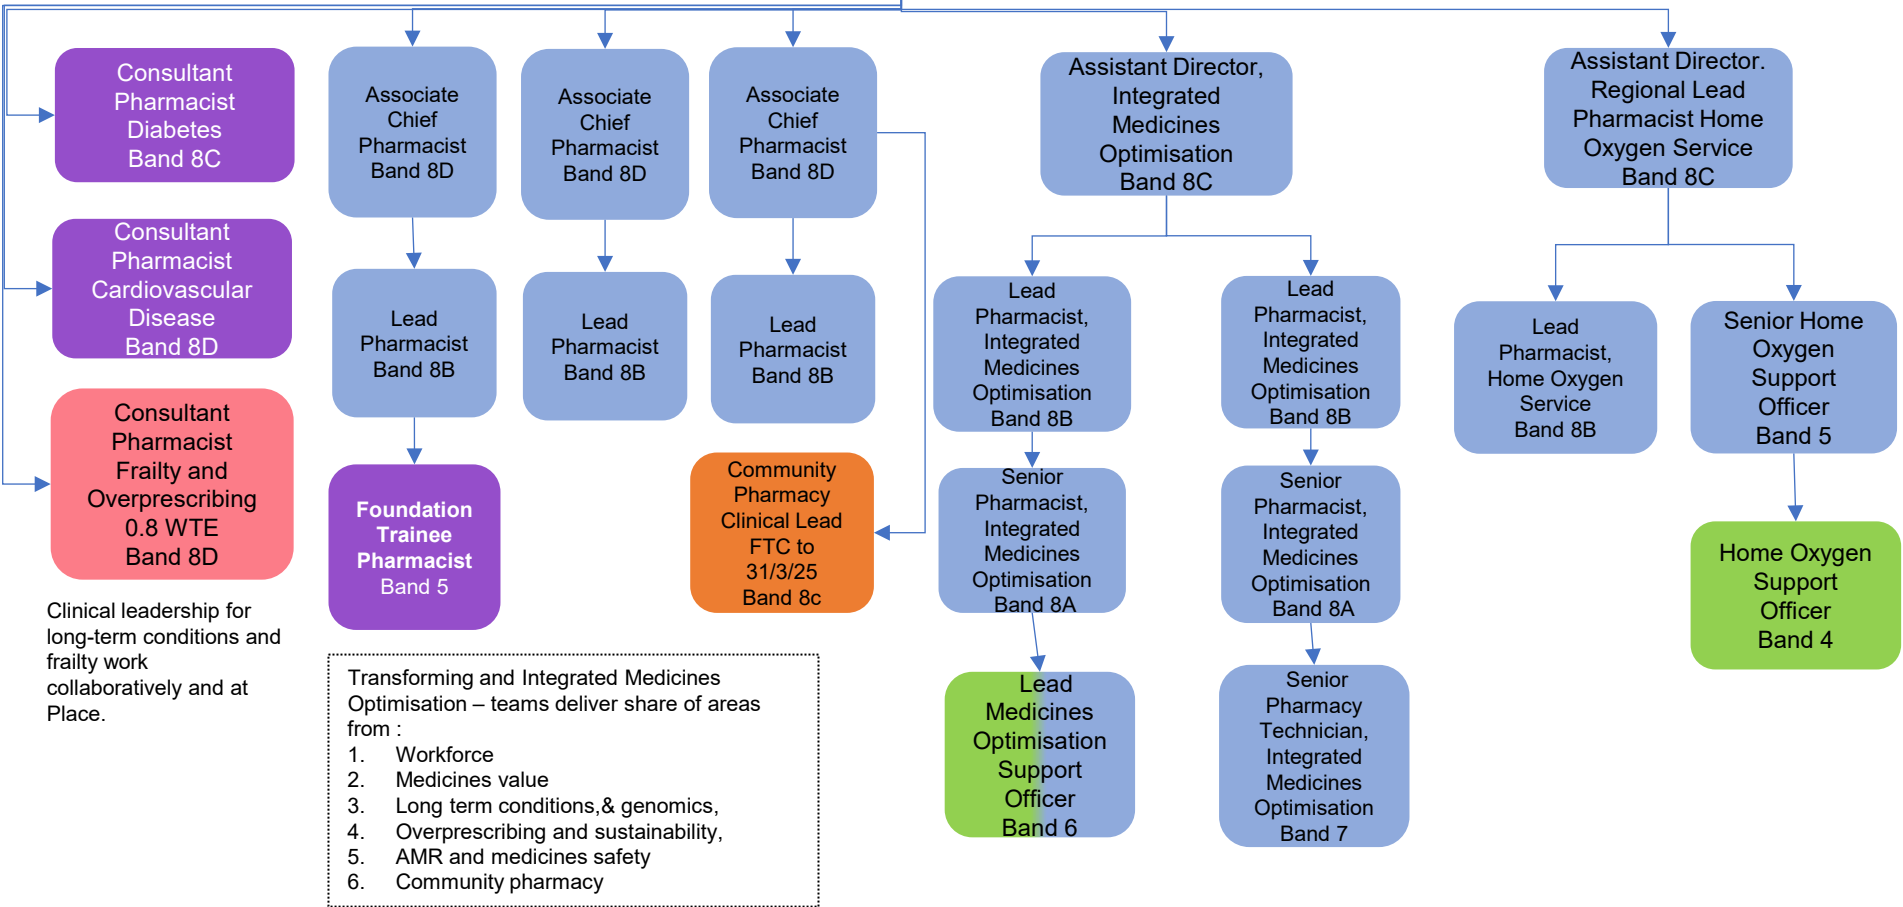 Consultant
Pharmacist
Diabetes
Band 8C
Consultant
Pharmacist
Cardiovascular
Disease
Band 8D
Consultant
Pharmacist
Frailty and
Overprescribing
0.8 WTE
Band 8D
Clinical leadership for
long-term conditions and
frailty work
collaboratively and at
Place.
Associate
Chief
Pharmacist
Band 8D
Lead
Pharmacist
Band 8B
Foundation
Trainee
Pharmacist
Band 5
Associate
Chief
Pharmacist
Band 8D
Lead
Pharmacist
Band 8B
Associate
Chief
Pharmacist
Band 8D
Lead
Pharmacist
Band 8B
Community
Pharmacy
Clinical Lead
FTC to
31/3/25
Band 8c
Transforming and Integrated Medicines
Optimisation – teams deliver share of areas
from :
1. Workforce
2. Medicines value
3. Long term conditions,& genomics,
4. Overprescribing and sustainability,
5. AMR and medicines safety
6. Community pharmacy
Assistant Director,
Integrated
Medicines
Optimisation
Band 8C
Lead
Pharmacist,
Integrated
Medicines
Optimisation
Band 8B
Senior
Pharmacist,
Integrated
Medicines
Optimisation
Band 8A
Lead
Medicines
Optimisation
Support
Officer
Band 6
Lead
Pharmacist,
Integrated
Medicines
Optimisation
Band 8B
Senior
Pharmacist,
Integrated
Medicines
Optimisation
Band 8A
Senior
Pharmacy
Technician,
Integrated
Medicines
Optimisation
Band 7
Assistant Director.
Regional Lead
Pharmacist Home
Oxygen Service
Band 8C
Lead
Pharmacist,
Home Oxygen
Service
Band 8B
Senior Home
Oxygen
Support
Officer
Band 5
Home Oxygen
Support
Officer
Band 4